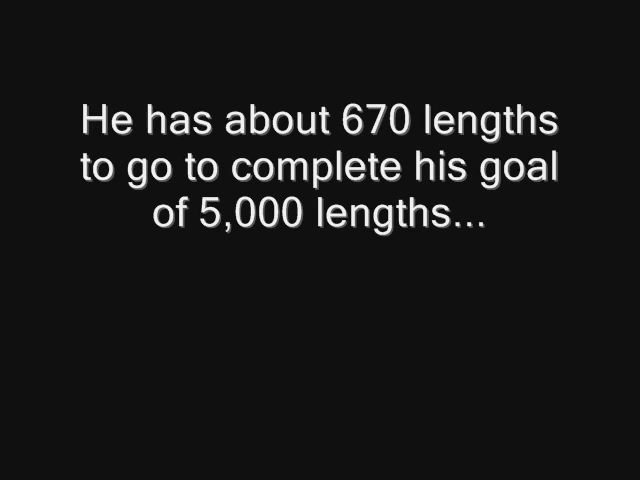 He has about 670 lengths
to go to complete his goal
of 5,000 lengths...